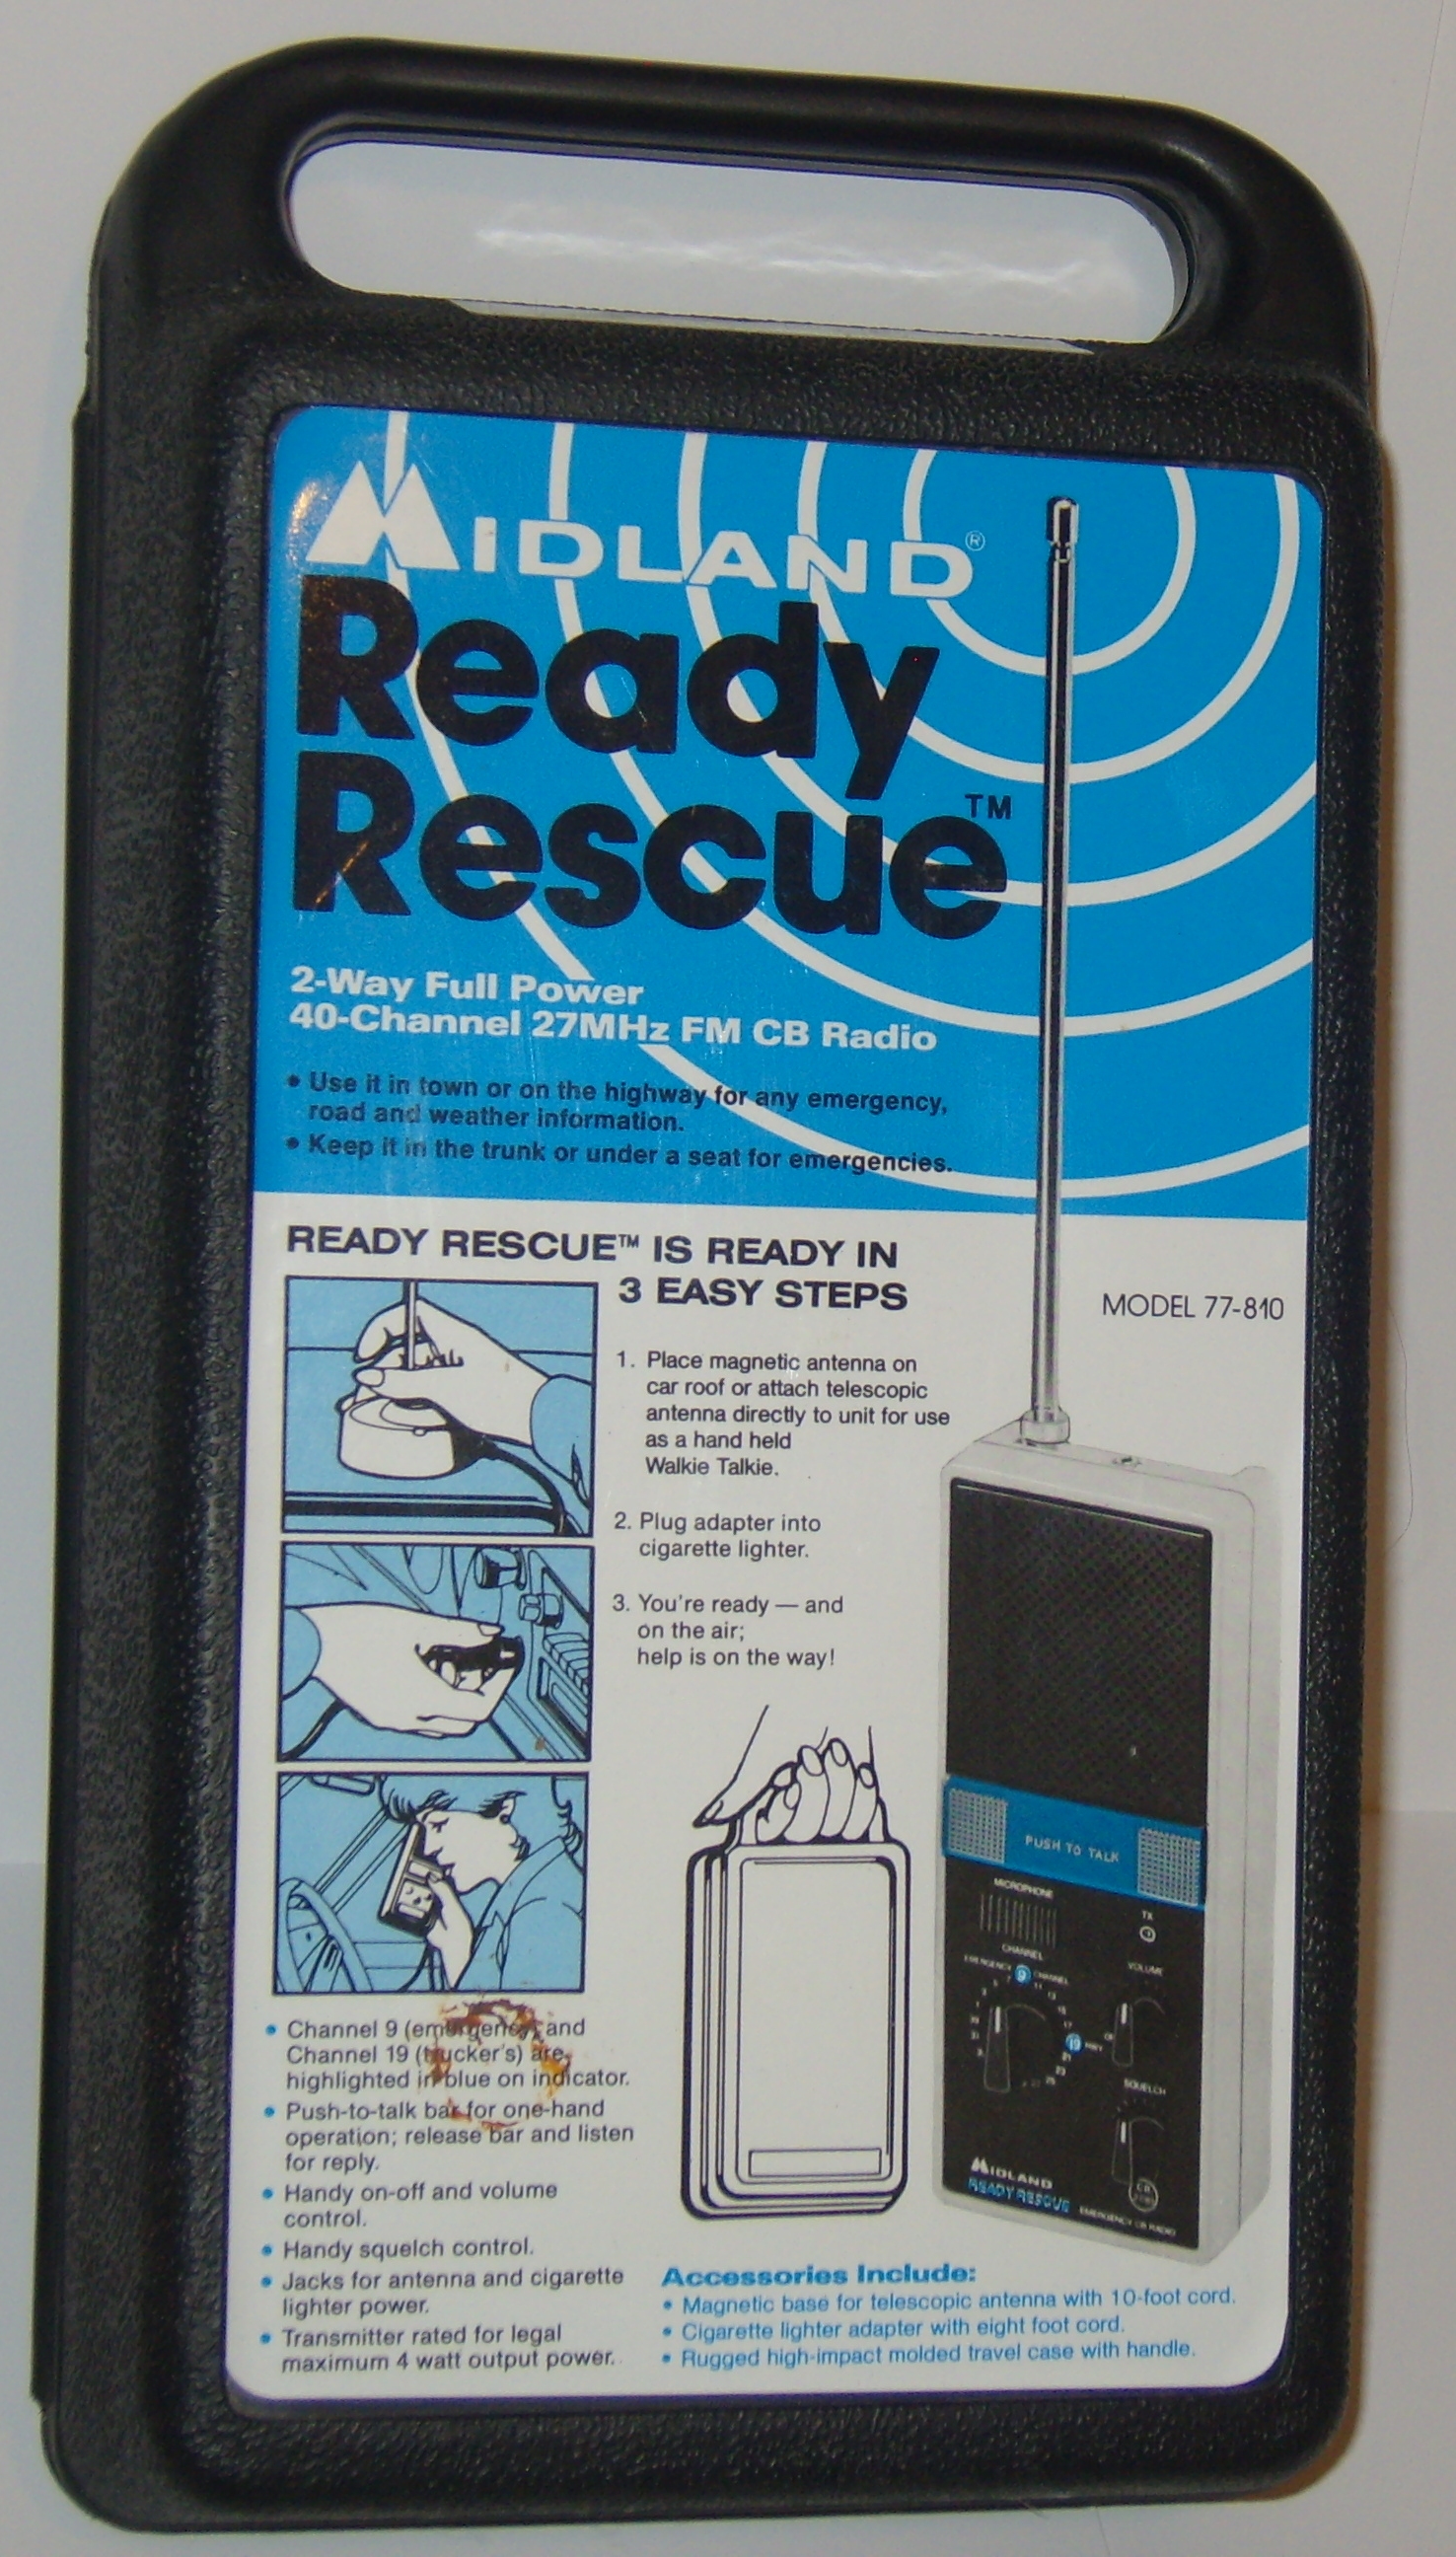 MIDLAND®
Ready
Rescue™
2-Way Full Power
40-Channel 27MHz FM CB Radio
• Use it in town or on the highway for any emergency,
road and weather information.
• Keep it in the trunk or under a seat for emergencies.
READY RESCUE™ IS READY IN
3 EASY STEPS
MODEL 77-810
1. Place magnetic antenna on
car roof or attach telescopic
antenna directly to unit for use
as a hand held
Walkie Talkie.
2. Plug adapter into
cigarette lighter.
3. You're ready — and
on the air;
help is on the way!
PUSH TO TALK
MICROPHONE
TX
CHANNEL
VOLUME
EMERGENCY 9 CHANNEL
19
SQUELCH
MIDLAND
READY RESCUE
EMERGENCY CB RADIO
• Channel 9 (emergency) and
Channel 19 (trucker's) are
highlighted in blue on indicator.
• Push-to-talk bar for one-hand
operation; release bar and listen
for reply.
• Handy on-off and volume
control.
• Handy squelch control.
• Jacks for antenna and cigarette
lighter power.
• Transmitter rated for legal
maximum 4 watt output power.
Accessories Include:
• Magnetic base for telescopic antenna with 10-foot cord.
• Cigarette lighter adapter with eight foot cord.
• Rugged high-impact molded travel case with handle.